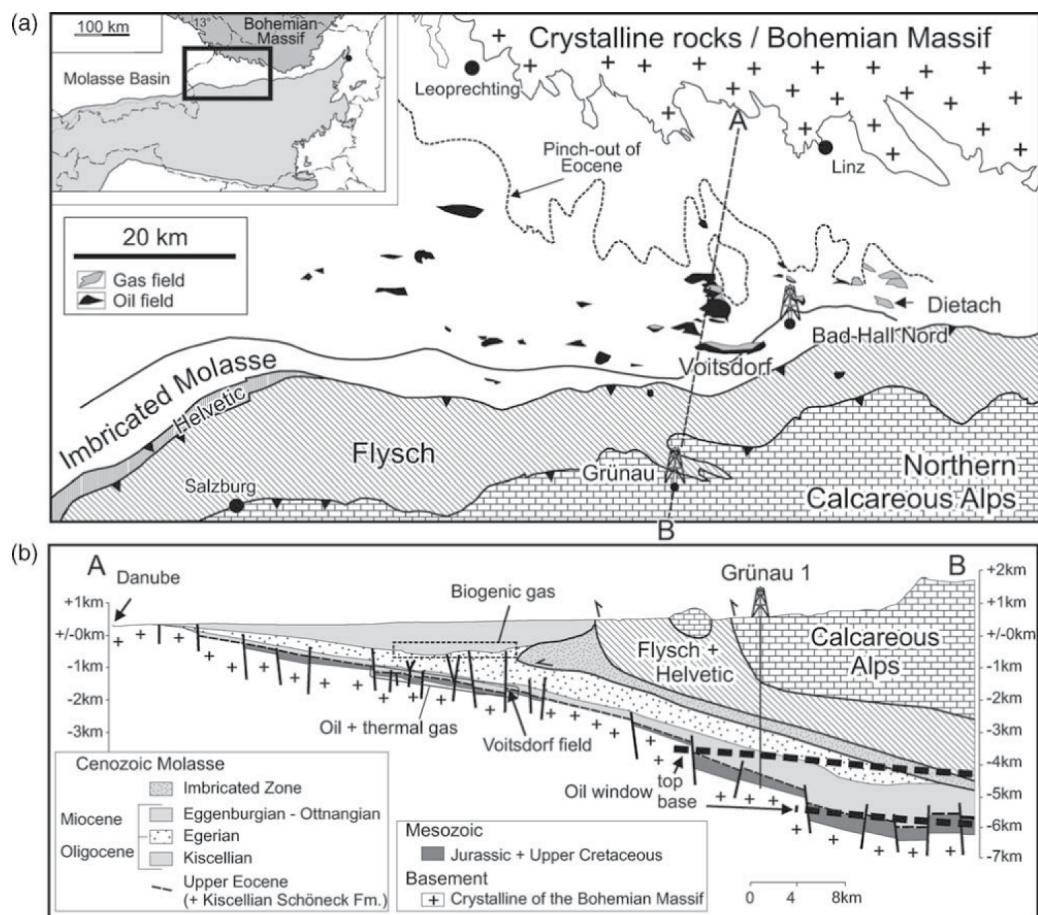 (a)
100 km
13°
Bohemian
Massif
Molasse Basin
Crystalline rocks / Bohemian Massif
Leoprechting
A
Linz
Pinch-out of
Eocene
20 km
Gas field
Oil field
Dietach
Bad-Hall Nord
Voitsdorf
Imbricated Molasse
Helvetic
Flysch
Salzburg
Grünau
Northern
Calcareous Alps
B
(b)
A
Danube
B
+2km
+1km
+/-0km
-1km
-2km
-3km
-4km
-5km
-6km
-7km
+1km
+/-0km
-1km
-2km
-3km
Biogenic gas
Grünau 1
Flysch +
Helvetic
Calcareous
Alps
Oil + thermal gas
Voitsdorf field
top
Oil window
base
Cenozoic Molasse
Imbricated Zone
Miocene
Eggenburgian - Ottnangian
Egerian
Oligocene
Kiscellian
Upper Eocene
(+ Kiscellian Schöneck Fm.)
Mesozoic
Jurassic + Upper Cretaceous
Basement
Crystalline of the Bohemian Massif
0 4 8km